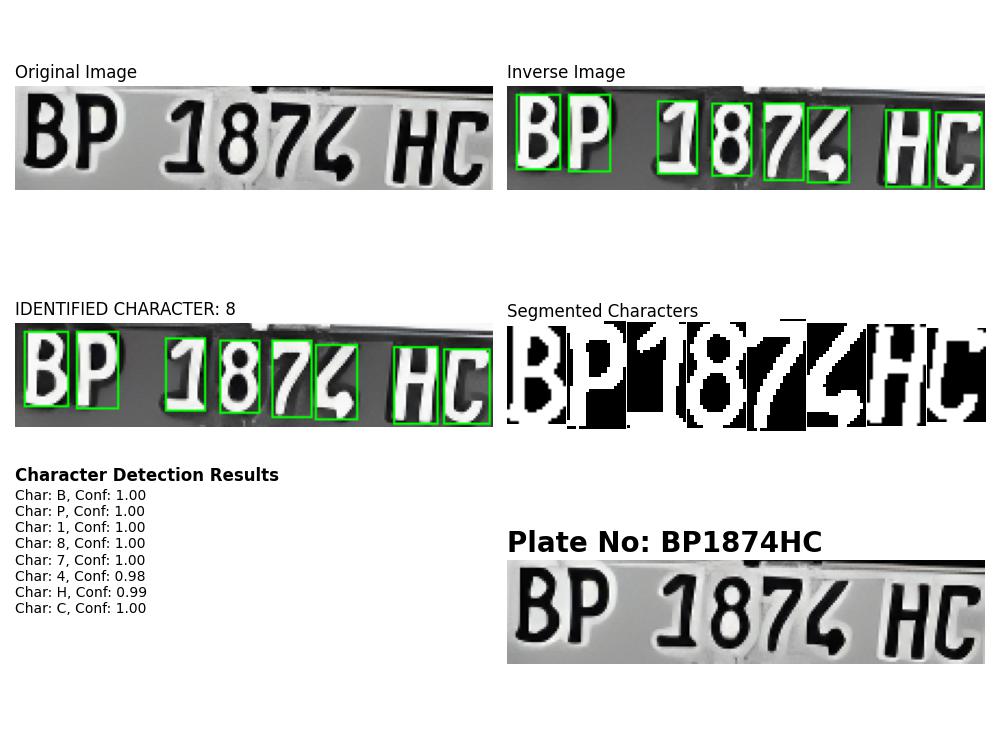 Original Image
BP 1874 HC
Inverse Image
BP 1874 HC
IDENTIFIED CHARACTER: 8
BP 1874 HC
Segmented Characters
BP1874HC
Character Detection Results
Char: B, Conf: 1.00
Char: P, Conf: 1.00
Char: 1, Conf: 1.00
Char: 8, Conf: 1.00
Char: 7, Conf: 1.00
Char: 4, Conf: 0.98
Char: H, Conf: 0.99
Char: C, Conf: 1.00
Plate No: BP1874HC
BP 1874 HC